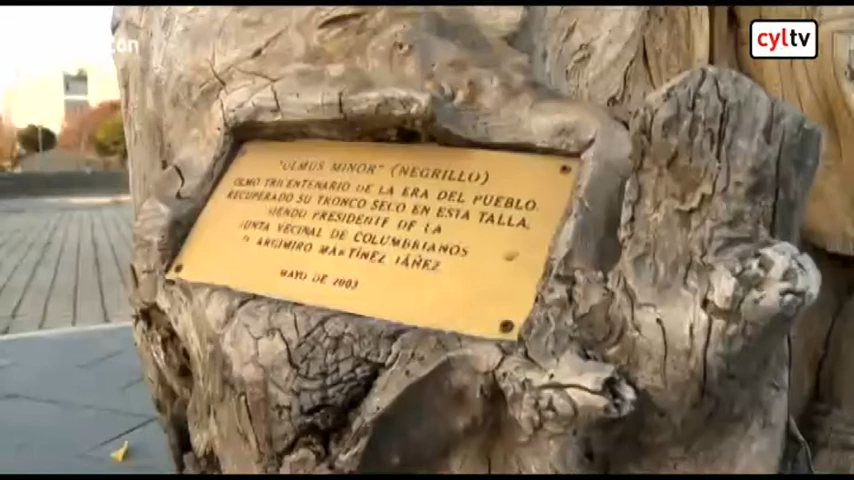 cyltv
"ULMUS MINOR" (NEGRILLO)
OLMO TRICENTENARIO DE LA ERA DEL PUEBLO.
RECUPERADO SU TRONCO SECO EN ESTA TALLA,
SIENDO PRESIDENTE DE LA
JUNTA VECINAL DE COLUMBRIANOS
D. ARGIMIRO MARTÍNEZ IÁÑEZ
MAYO DE 2003